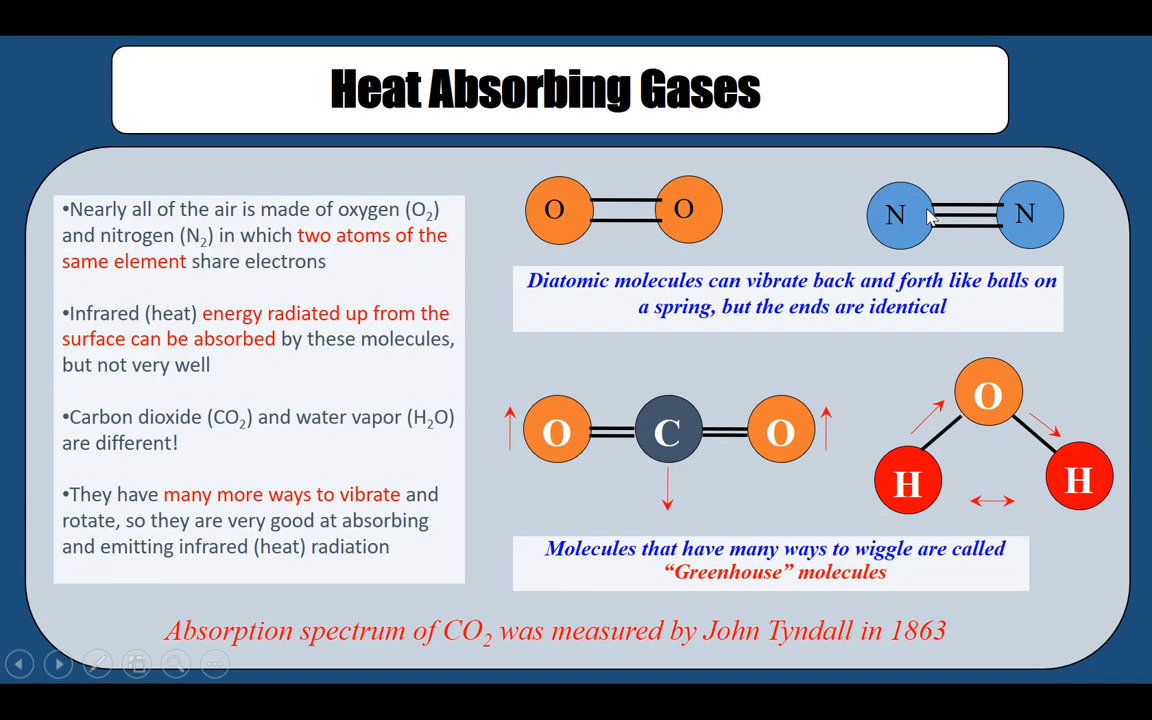 Heat Absorbing Gases
•Nearly all of the air is made of oxygen (O₂)
and nitrogen (N₂) in which two atoms of the
same element share electrons
•Infrared (heat) energy radiated up from the
surface can be absorbed by these molecules,
but not very well
•Carbon dioxide (CO₂) and water vapor (H₂O)
are different!
•They have many more ways to vibrate and
rotate, so they are very good at absorbing
and emitting infrared (heat) radiation
O O
N N
Diatomic molecules can vibrate back and forth like balls on
a spring, but the ends are identical
O C O
O
H H
Molecules that have many ways to wiggle are called
“Greenhouse” molecules
Absorption spectrum of CO₂ was measured by John Tyndall in 1863